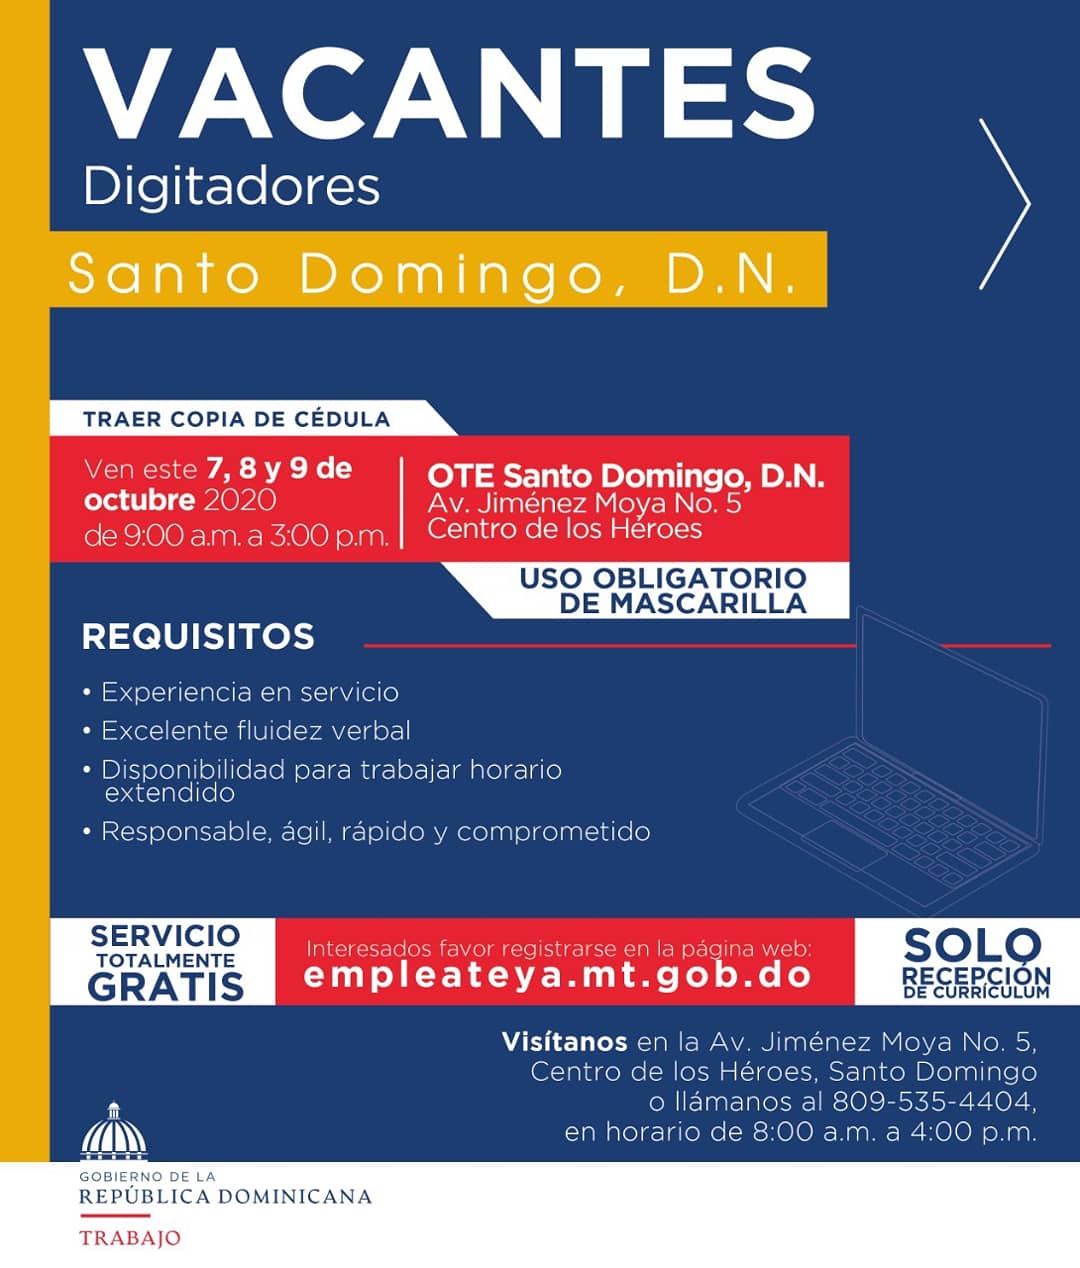 VACANTES
Digitadores
Santo Domingo, D.N.
TRAER COPIA DE CÉDULA
Ven este 7, 8 y 9 de
octubre 2020
de 9:00 a.m. a 3:00 p.m.
OTE Santo Domingo, D.N.
Av. Jiménez Moya No. 5
Centro de los Héroes
USO OBLIGATORIO
DE MASCARILLA
REQUISITOS
• Experiencia en servicio
• Excelente fluidez verbal
• Disponibilidad para trabajar horario
extendido
• Responsable, ágil, rápido y comprometido
SERVICIO
TOTALMENTE
GRATIS
Interesados favor registrarse en la página web:
empleateya.mt.gob.do
SOLO
RECEPCIÓN
DE CURRÍCULUM
Visítanos en la Av. Jiménez Moya No. 5,
Centro de los Héroes, Santo Domingo
o llámanos al 809-535-4404,
en horario de 8:00 a.m. a 4:00 p.m.
GOBIERNO DE LA
REPÚBLICA DOMINICANA
TRABAJO